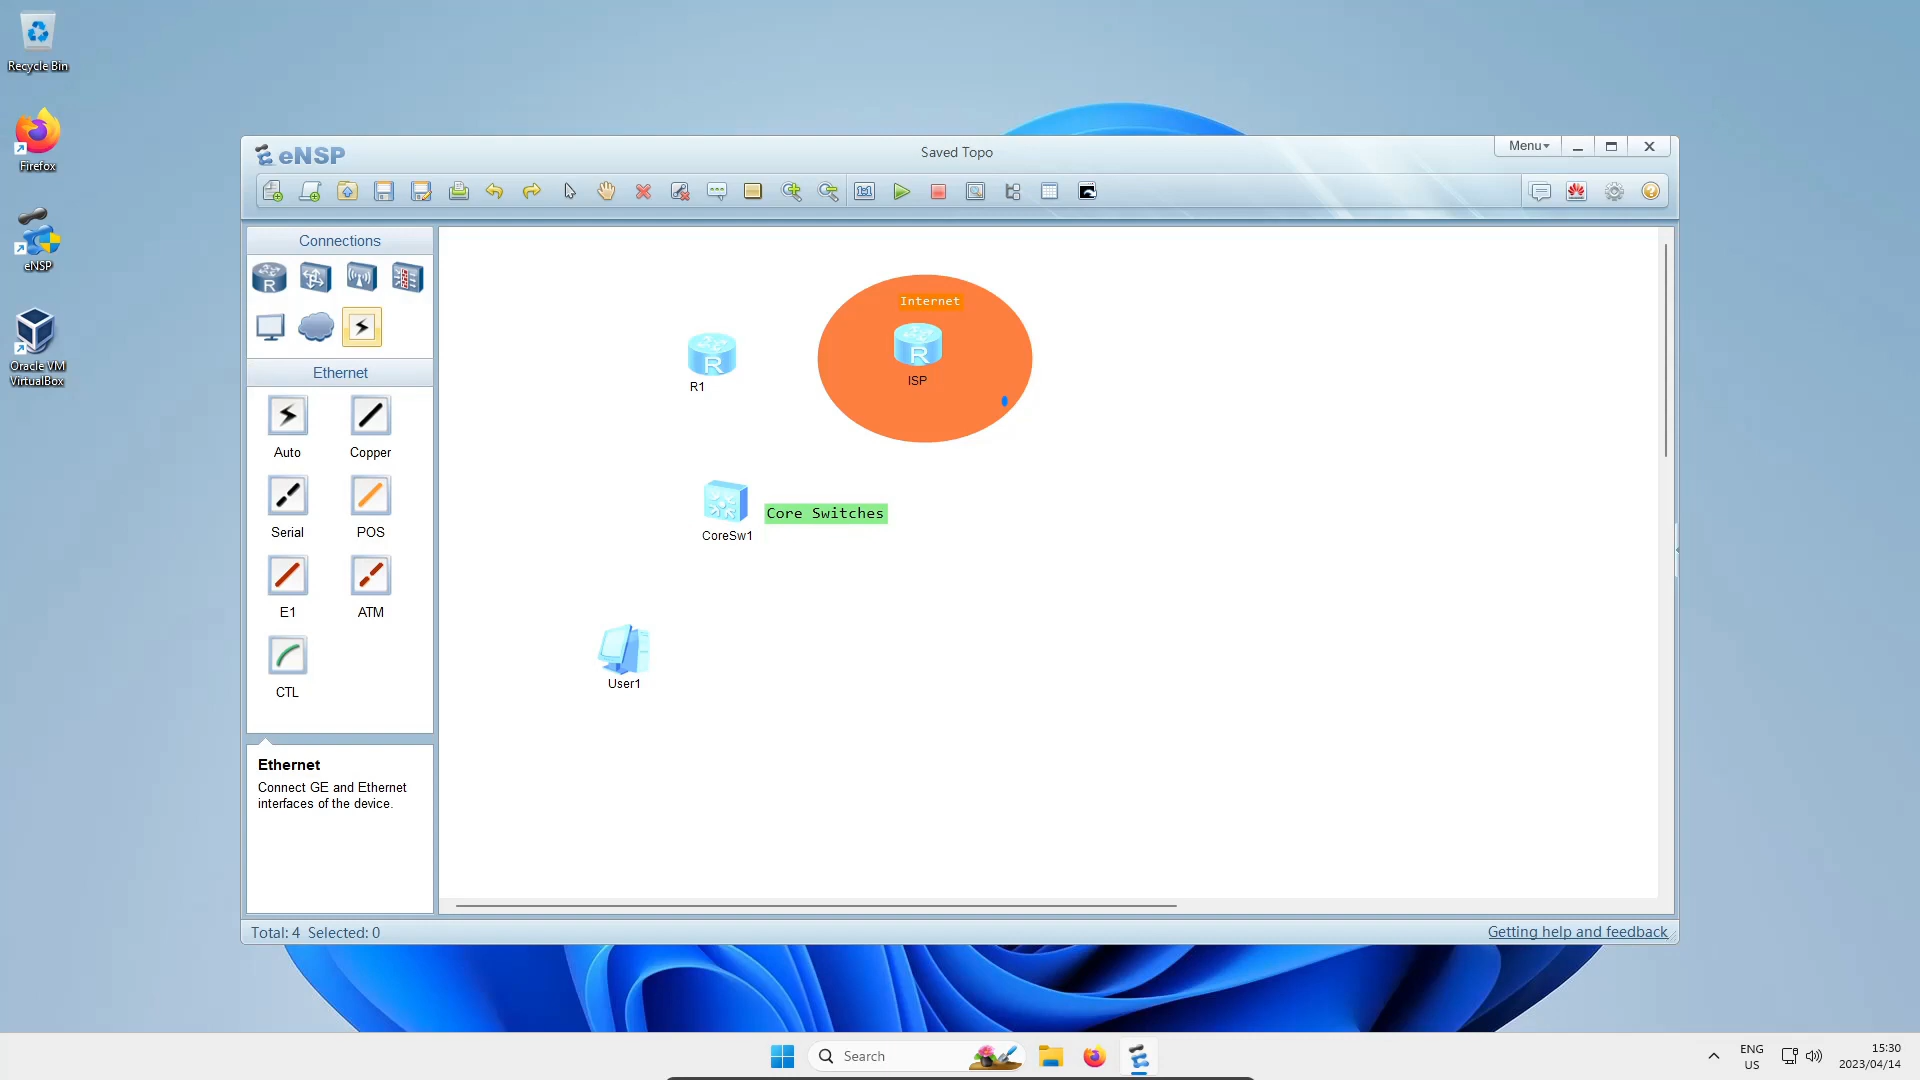 Recycle Bin
Firefox
eNSP
Oracle VM
VirtualBox
eNSP
Saved Topo
Menu
1:1
Connections
R
Ethernet
Auto
Copper
Serial
POS
E1
ATM
CTL
Ethernet
Connect GE and Ethernet
interfaces of the device.
Internet
R
R1
R
ISP
CoreSw1
Core Switches
User1
Total: 4 Selected: 0
Getting help and feedback
Search
ENG
US
15:30
2023/04/14